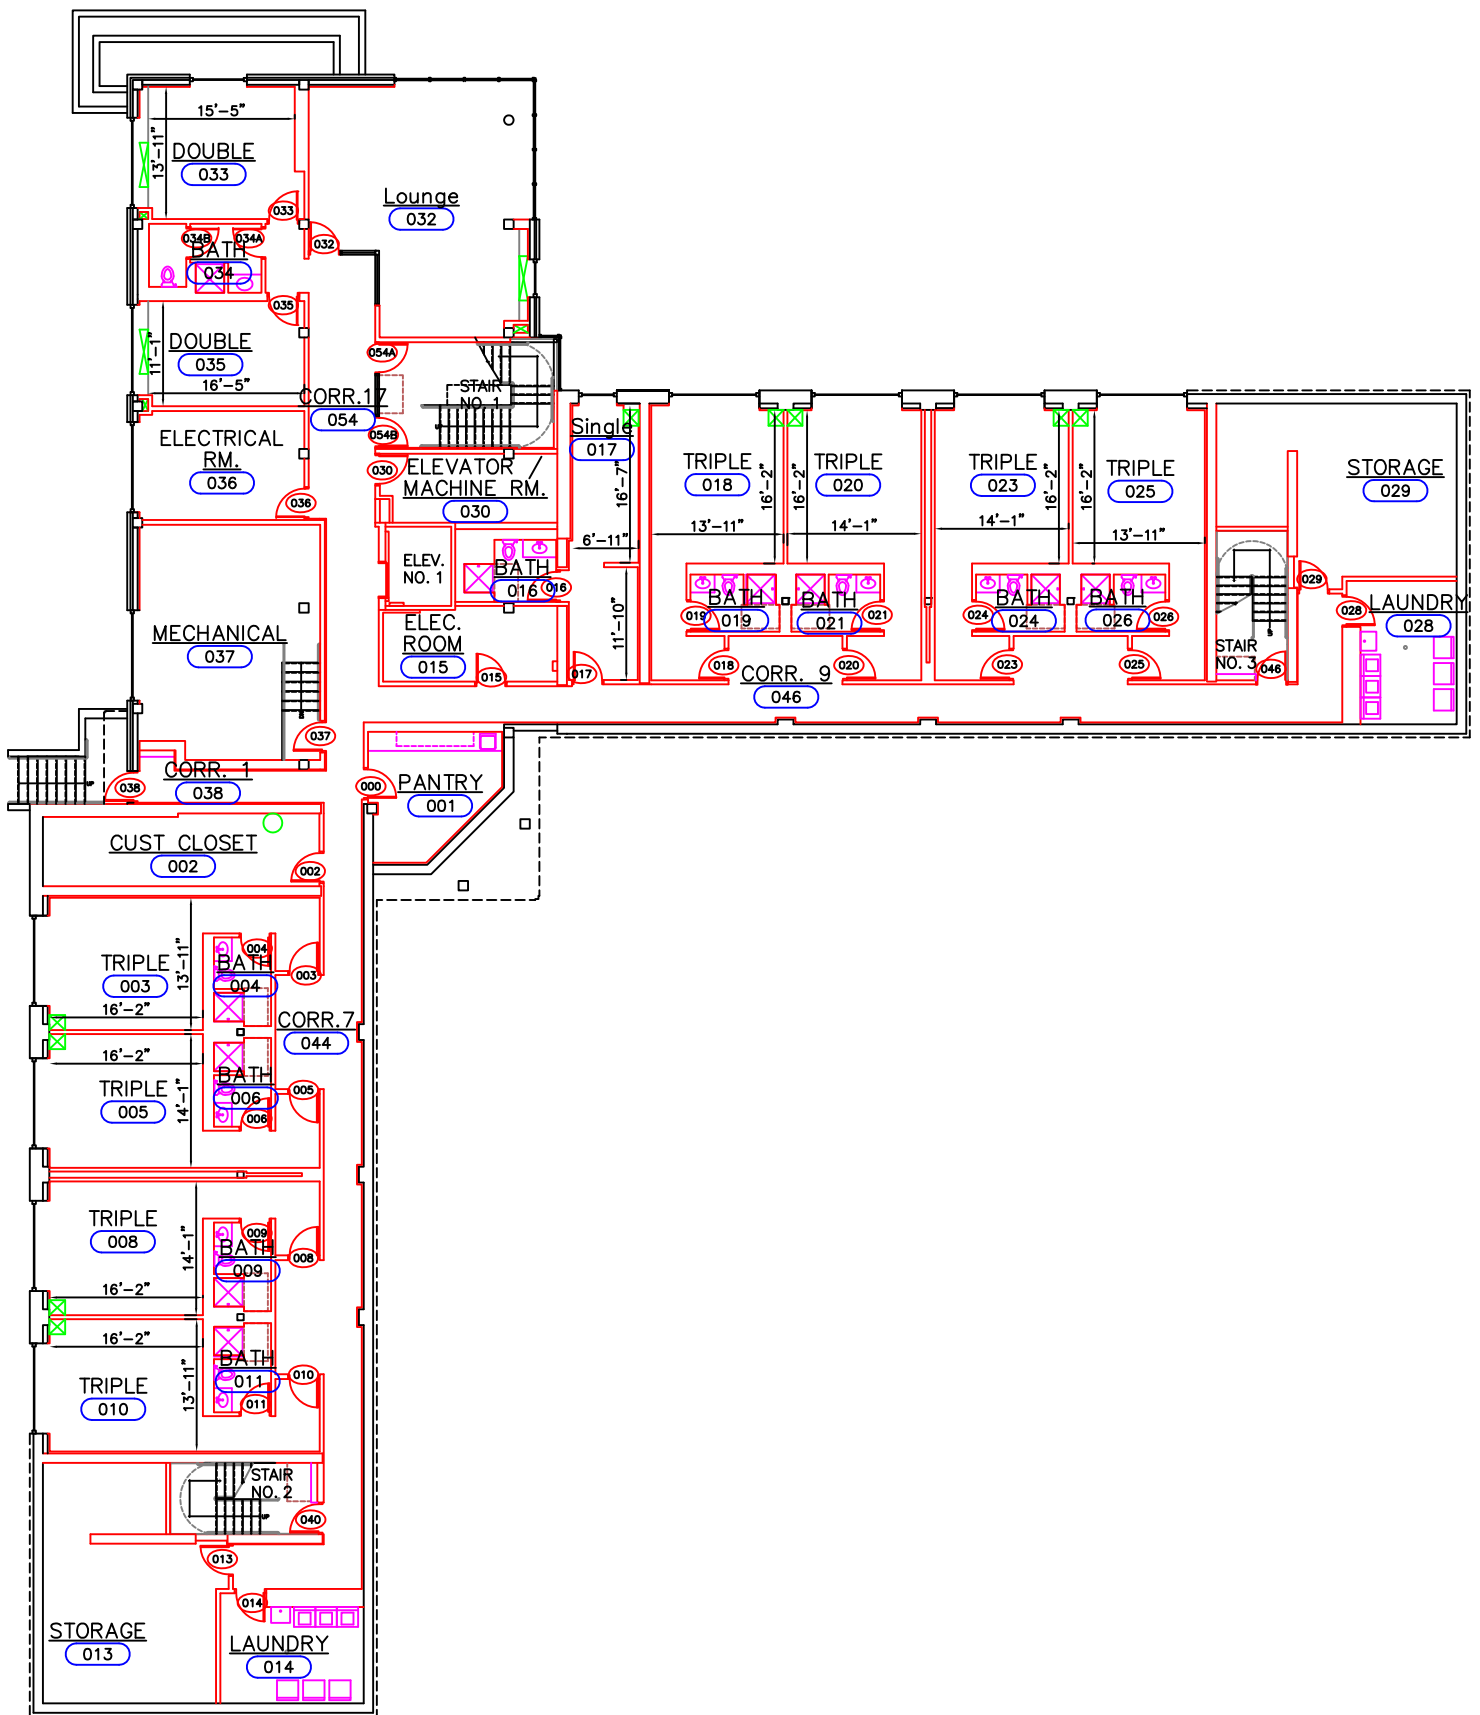 15'-5"
13'-11"
DOUBLE
033
033
Lounge
032
032
034B
034A
BATH
034
035
DOUBLE
035
11'-1"
16'-5"
CORR.17
054
054A
STAIR
NO. 1
054B
ELECTRICAL
RM.
036
036
030
ELEVATOR /
MACHINE RM.
030
ELEV.
NO. 1
BATH
016
016
ELEC.
ROOM
015
015
Single
017
16'-7"
6'-11"
11'-10"
017
TRIPLE
018
16'-2"
13'-11"
TRIPLE
020
16'-2"
14'-1"
TRIPLE
023
16'-2"
14'-1"
TRIPLE
025
16'-2"
13'-11"
STORAGE
029
029
BATH
019
019
BATH
021
021
BATH
024
024
BATH
026
026
018
020
023
025
CORR. 9
046
STAIR
NO. 3
UP
046
028
LAUNDRY
028
MECHANICAL
037
037
CORR. 1
038
038
UP
000
PANTRY
001
CUST CLOSET
002
002
TRIPLE
003
13'-11"
16'-2"
004
BATH
004
003
CORR.7
044
16'-2"
TRIPLE
005
14'-1"
BATH
006
006
005
TRIPLE
008
14'-1"
16'-2"
009
BATH
009
008
16'-2"
TRIPLE
010
13'-11"
BATH
011
011
010
STAIR
NO. 2
UP
040
013
014
STORAGE
013
LAUNDRY
014